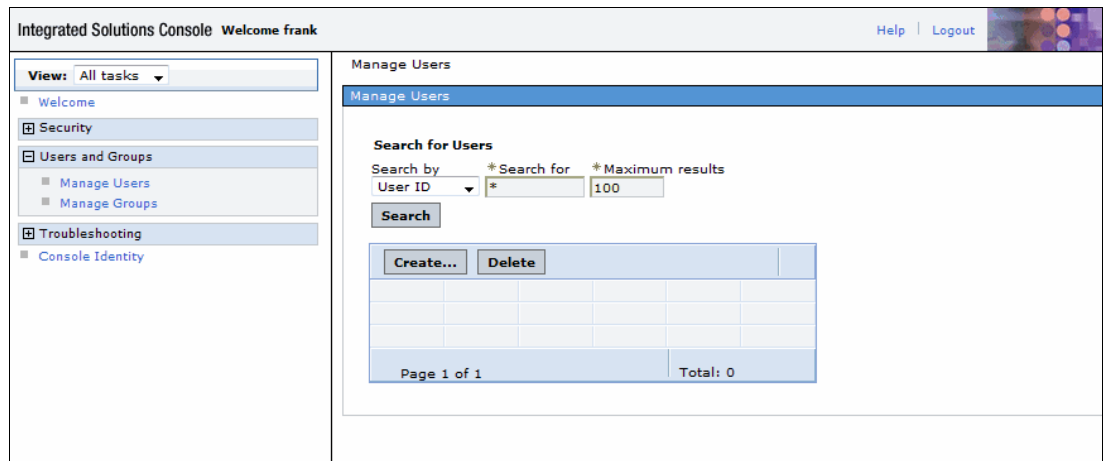 Integrated Solutions Console Welcome frank
Help
Logout
View: All tasks
Welcome
Security
Users and Groups
Manage Users
Manage Groups
Troubleshooting
Console Identity
Manage Users
Manage Users
Search for Users
Search by *Search for *Maximum results
User ID * 100
Search
Create... Delete
Page 1 of 1 Total: 0